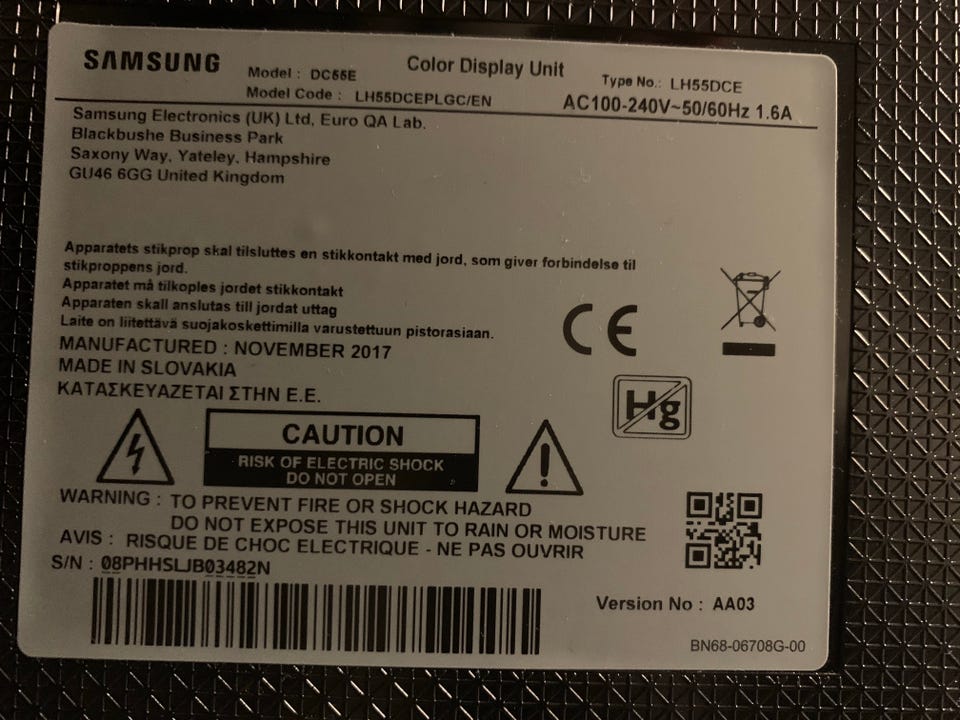 SAMSUNG
Model : DC55E
Color Display Unit
Type No.: LH55DCE
Model Code : LH55DCEPLGC/EN
AC100-240V~50/60Hz 1.6A
Samsung Electronics (UK) Ltd, Euro QA Lab.
Blackbushe Business Park
Saxony Way, Yateley, Hampshire
GU46 6GG United Kingdom
Apparatets stikprop skal tilsluttes en stikkontakt med jord, som giver forbindelse til
stikproppens jord.
Apparatet må tilkoples jordet stikkontakt
Apparaten skall anslutas till jordat uttag
Laite on liitettävä suojakoskettimilla varustettuun pistorasiaan.
MANUFACTURED : NOVEMBER 2017
MADE IN SLOVAKIA
ΚΑΤΑΣΚΕΥΑΖΕΤΑΙ ΣΤΗΝ Ε.Ε.
CE
Hg
CAUTION
RISK OF ELECTRIC SHOCK
DO NOT OPEN
WARNING : TO PREVENT FIRE OR SHOCK HAZARD
DO NOT EXPOSE THIS UNIT TO RAIN OR MOISTURE
AVIS : RISQUE DE CHOC ELECTRIQUE - NE PAS OUVRIR
S/N : 08PHHSLJB03482N
Version No : AA03
BN68-06708G-00